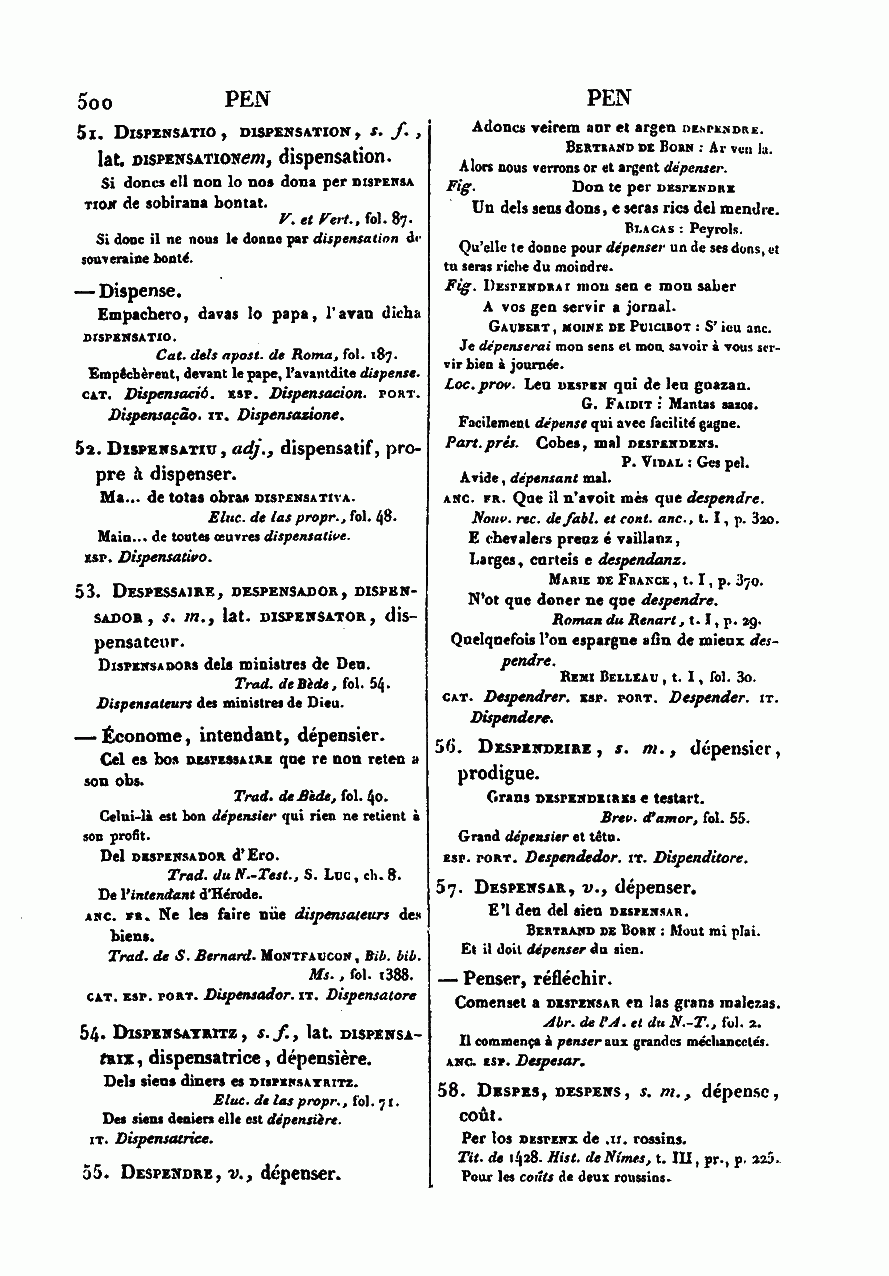 500 PEN PEN
51. DISPENSATIO, DISPENSATION, s. f.,
lat. DISPENSATIONem, dispensation.
Si doncs ell non lo nos dona per DISPENSA
TION de sobirana bontat.
V. et Vert., fol. 87.
Si donc il ne nous le donne par dispensation de
souveraine bonté.
— Dispense.
Empachero, davas lo papa, l'avan dicha
DISPENSATIO.
Cat. dels apost. de Roma, fol. 187.
Empêchèrent, devant le pape, l'avantdite dispense.
CAT. Dispensació. ESP. Dispensacion. PORT.
Dispensação. IT. Dispensazione.
52. DISPENSATIU, adj., dispensatif, pro-
pre à dispenser.
Ma... de totas obras DISPENSATIVA.
Eluc. de las propr., fol. 48.
Main... de toutes œuvres dispensative.
ESP. Dispensativo.
53. DESPESSAIRE, DESPENSADOR, DISPEN-
SADOR, s. m., lat. DISPENSATOR, dis-
pensateur.
DISPENSADORS dels ministres de Deu.
Trad. de Bède, fol. 54.
Dispensateurs des ministres de Dieu.
— Économe, intendant, dépensier.
Cel es bos DESPESSAIRE que re non reten a
son obs.
Trad. de Bède, fol. 40.
Celui-là est bon dépensier qui rien ne retient à
son profit.
Del DESPENSADOR d'Ero.
Trad. du N.-Test., S. LUC, ch. 8.
De l'intendant d'Hérode.
ANC. FR. Ne les faire nüe dispensateurs des
biens.
Trad. de S. Bernard. MONTFAUCON, Bib. bib.
Ms., fol. 1388.
CAT. ESP. PORT. Dispensador. IT. Dispensatore
54. DISPENSATRITZ, s. f., lat. DISPENSA-
TRIX, dispensatrice, dépensière.
Dels siens diners es DISPENSATRITZ.
Eluc. de las propr., fol. 71.
Des siens deniers elle est dépensière.
IT. Dispensatrice.
55. DESPENDRE, v., dépenser.
Adoncs veirem aur et argen DESPENDRE.
BERTRAND DE BORN : Ar ven la.
Alors nous verrons or et argent dépenser.
Fig. Don te per DESPENDRE
Un dels sens dons, e seras rics del mendre.
BLACAS : Peyrols.
Qu'elle te donne pour dépenser un de ses dons, et
tu seras riche du moindre.
Fig. DESPENDRAI mon sen e mon saber
A vos gen servir a jornal.
GAUBERT, MOINE DE PUICIBOT : S' ieu anc.
Je dépenserai mon sens et mon savoir à vous ser-
vir bien à journée.
Loc. prov. Leu DESPEN qui de leu guazan.
G. FAIDIT : Mantas sazos.
Facilement dépense qui avec facilité gagne.
Part. prés. Cobes, mal DESPENDENS.
P. VIDAL : Ges pel.
Avide, dépensant mal.
ANC. FR. Que il n'avoit mès que despendre.
Nouv. rec. de fabl. et cont. anc., t. I, p. 320.
E chevalers preuz é vaillanz,
Larges, curteis e despendanz.
MARIE DE FRANCE, t. I, p. 370.
N'ot que doner ne que despendre.
Roman du Renart, t. I, p. 29.
Quelquefois l'on espargne afin de mieux des-
pendre.
REMI BELLEAU, t. I, fol. 30.
CAT. Despendrer. ESP. PORT. Despender. IT.
Dispendere.
56. DESPENDEIRE, s. m., dépensier,
prodigue.
Grans DESPENDEIRES e testart.
Brev. d'amor, fol. 55.
Grand dépensier et têtu.
ESP. PORT. Despendedor. IT. Dispenditore.
57. DESPENSAR, v., dépenser.
E'l deu del sieu DESPENSAR.
BERTRAND DE BORN : Mout mi plai.
Et il doit dépenser du sien.
— Penser, réfléchir.
Comenset a DESPENSAR en las grans malezas.
Abr. de l'A. et du N.-T., fol. 2.
Il commença à penser aux grandes méchancetés.
ANC. ESP. Despesar.
58. DESPES, DESPENS, s. m., dépense,
coût.
Per los DESPENX de .II. rossins.
Tit. de 1428. Hist. de Nîmes, t. III, pr., p. 225.
Pour les coûts de deux roussins.